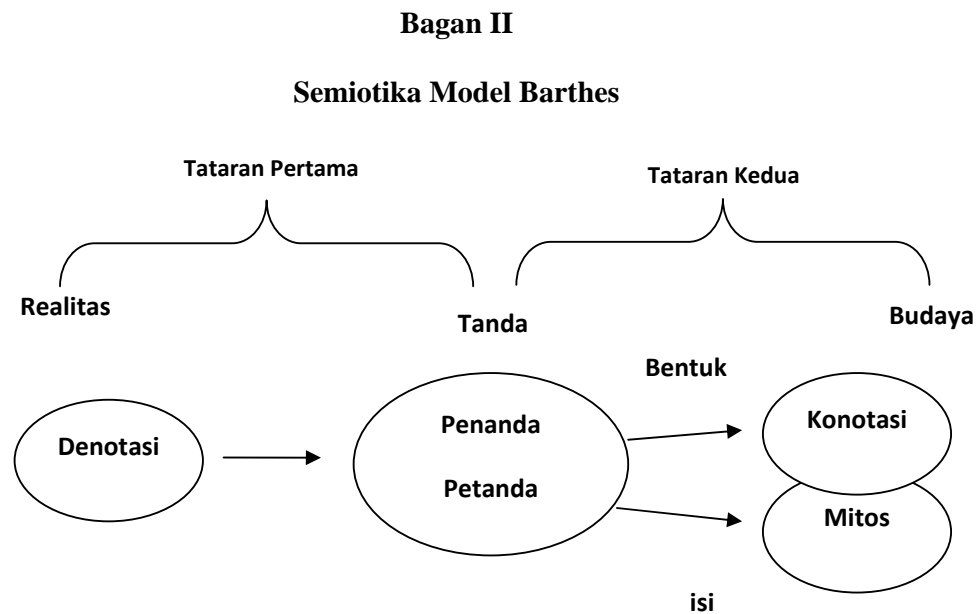 Bagan II
Semiotika Model Barthes
Tataran Pertama
Tataran Kedua
Realitas
Tanda
Budaya
Bentuk
Denotasi
Penanda
Petanda
Konotasi
Mitos
isi